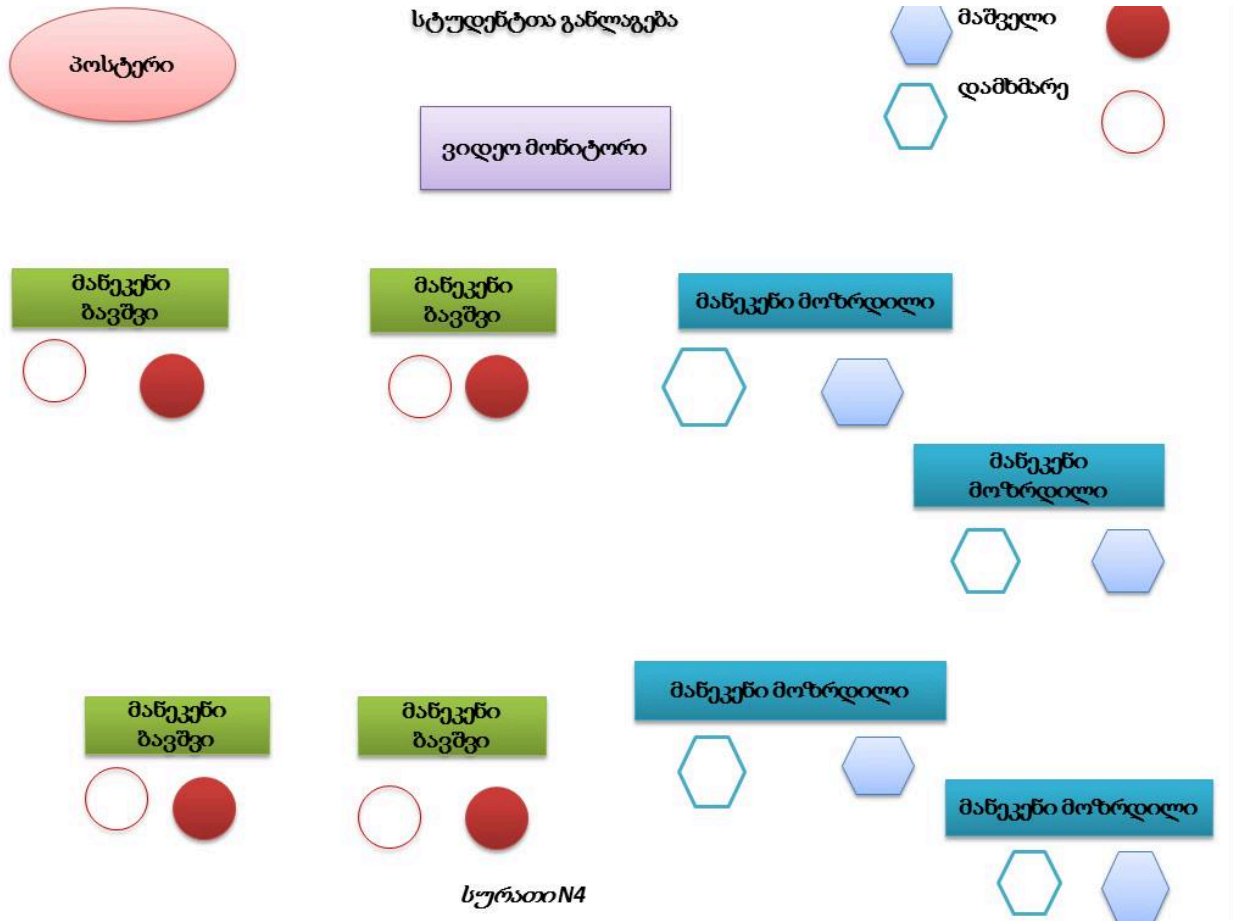 სტუდენტთა განლაგება
მაშველი
პოსტერი
დამხმარე
ვიდეო მონიტორი
მანეკენი
ბავშვი
მანეკენი
ბავშვი
მანეკენი მოზრდილი
მანეკენი
მოზრდილი
მანეკენი მოზრდილი
მანეკენი
ბავშვი
მანეკენი
ბავშვი
მანეკენი მოზრდილი
სურათი N4